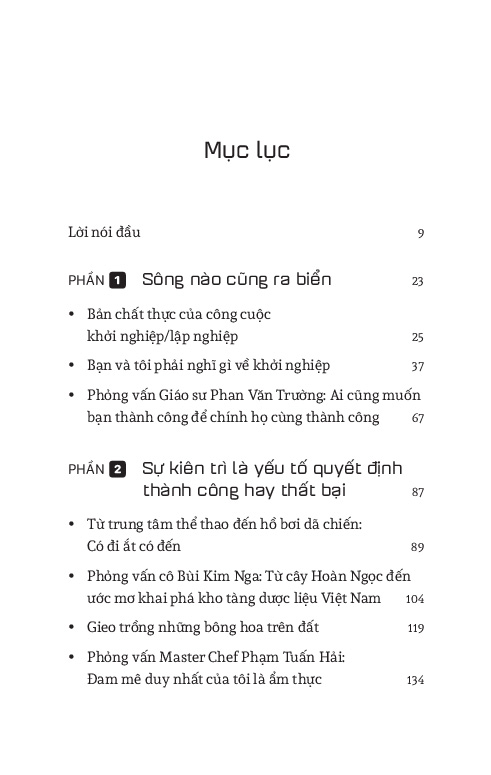 Mục lục
Lời nói đầu 9
PHẦN 1 Sông nào cũng ra biển 23
• Bản chất thực của công cuộc
khởi nghiệp/lập nghiệp 25
• Bạn và tôi phải nghĩ gì về khởi nghiệp 37
• Phỏng vấn Giáo sư Phan Văn Trường: Ai cũng muốn
bạn thành công để chính họ cùng thành công 67
PHẦN 2 Sự kiên trì là yếu tố quyết định
thành công hay thất bại 87
• Từ trung tâm thể thao đến hồ bơi dã chiến:
Có đi ắt có đến 89
• Phỏng vấn cô Bùi Kim Nga: Từ cây Hoàn Ngọc đến
ước mơ khai phá kho tàng dược liệu Việt Nam 104
• Gieo trồng những bông hoa trên đất 119
• Phỏng vấn Master Chef Phạm Tuấn Hải:
Đam mê duy nhất của tôi là ẩm thực 134